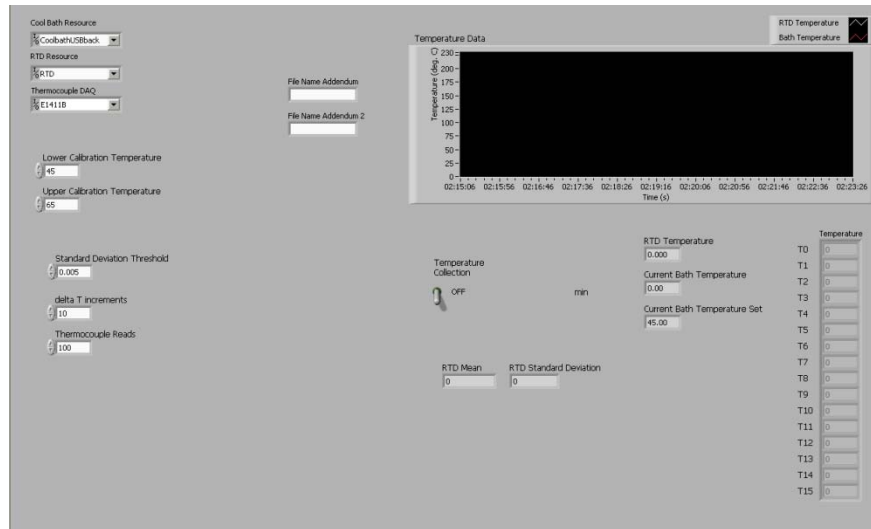 Cool Bath Resource
CoolbathUSBback
RTD Resource
RTD
Thermocouple DAQ
E1411B
File Name Addendum
File Name Addendum 2
Lower Calibration Temperature
45
Upper Calibration Temperature
65
Standard Deviation Threshold
0.005
delta T increments
10
Thermocouple Reads
100
RTD Temperature
Bath Temperature
Temperature Data
Temperature (deg. C)
230
200
175
150
125
100
75
50
25
0
02:15:06 02:15:56 02:16:46 02:17:36 02:18:26 02:19:16 02:20:06 02:20:56 02:21:46 02:22:36 02:23:26
Time (s)
Temperature
Collection
OFF
min
RTD Temperature
0.000
Current Bath Temperature
0.00
Current Bath Temperature Set
45.00
RTD Mean RTD Standard Deviation
0 0
Temperature
T0 0
T1 0
T2 0
T3 0
T4 0
T5 0
T6 0
T7 0
T8 0
T9 0
T10 0
T11 0
T12 0
T13 0
T14 0
T15 0